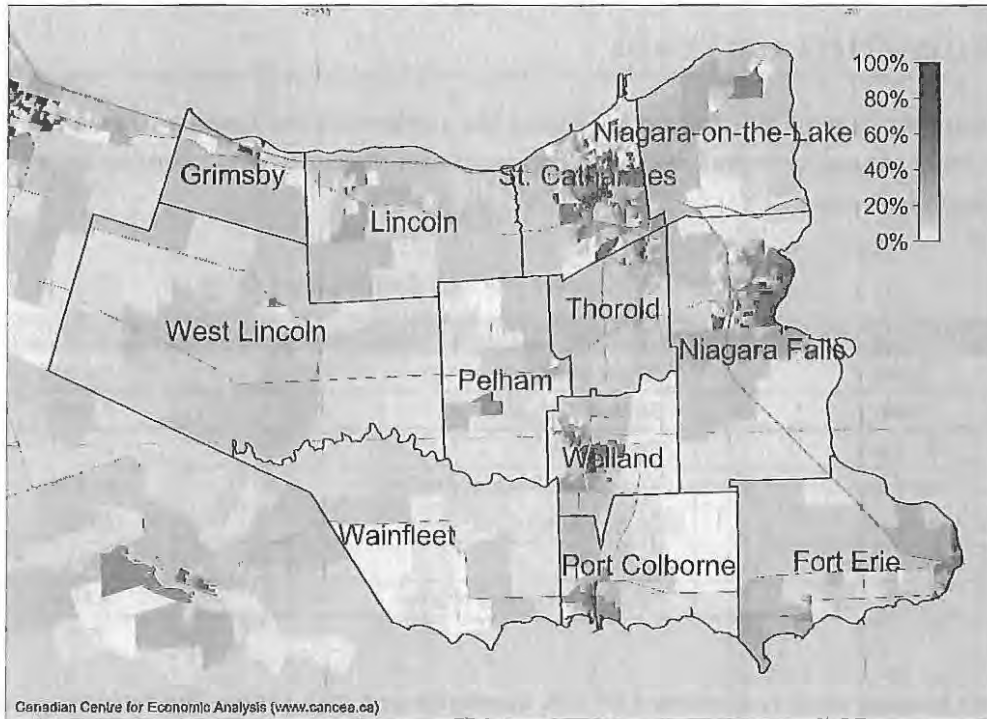 100%
80%
60%
40%
20%
0%
Niagara-on-the-Lake
Grimsby
St. Catharines
Lincoln
Thorold
West Lincoln
Niagara Falls
Pelham
Welland
Wainfleet
Port Colborne
Fort Erie
Canadian Centre for Economic Analysis (www.cancea.ca)